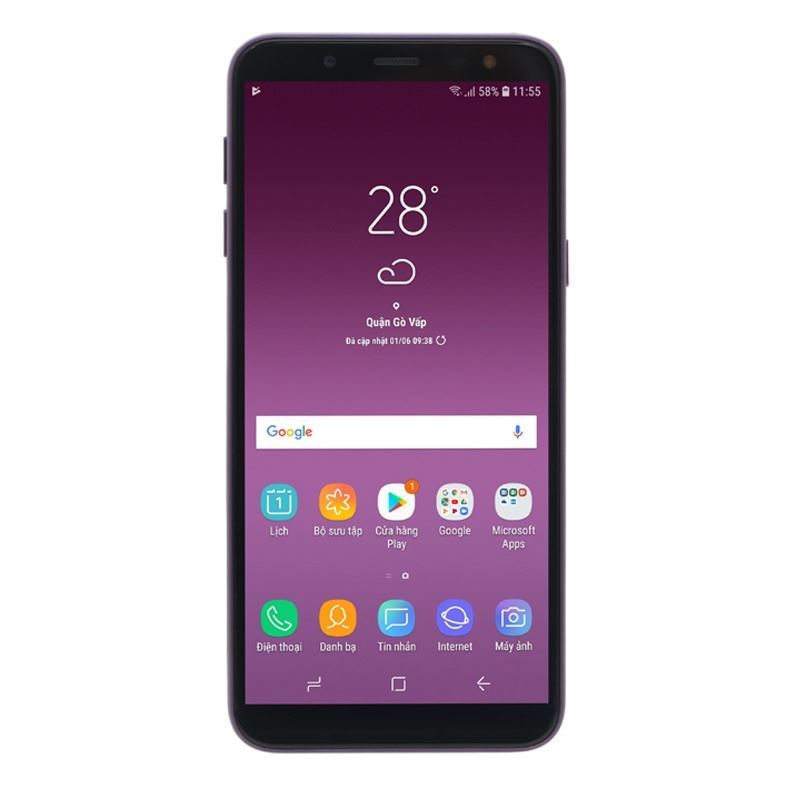 58% 11:55
28°
Quận Gò Vấp
Đã cập nhật 01/06 09:38
Google
1
1
Lịch
Bộ sưu tập
Cửa hàng
Play
Google
Microsoft
Apps
Điện thoại
Danh bạ
Tin nhắn
Internet
Máy ảnh